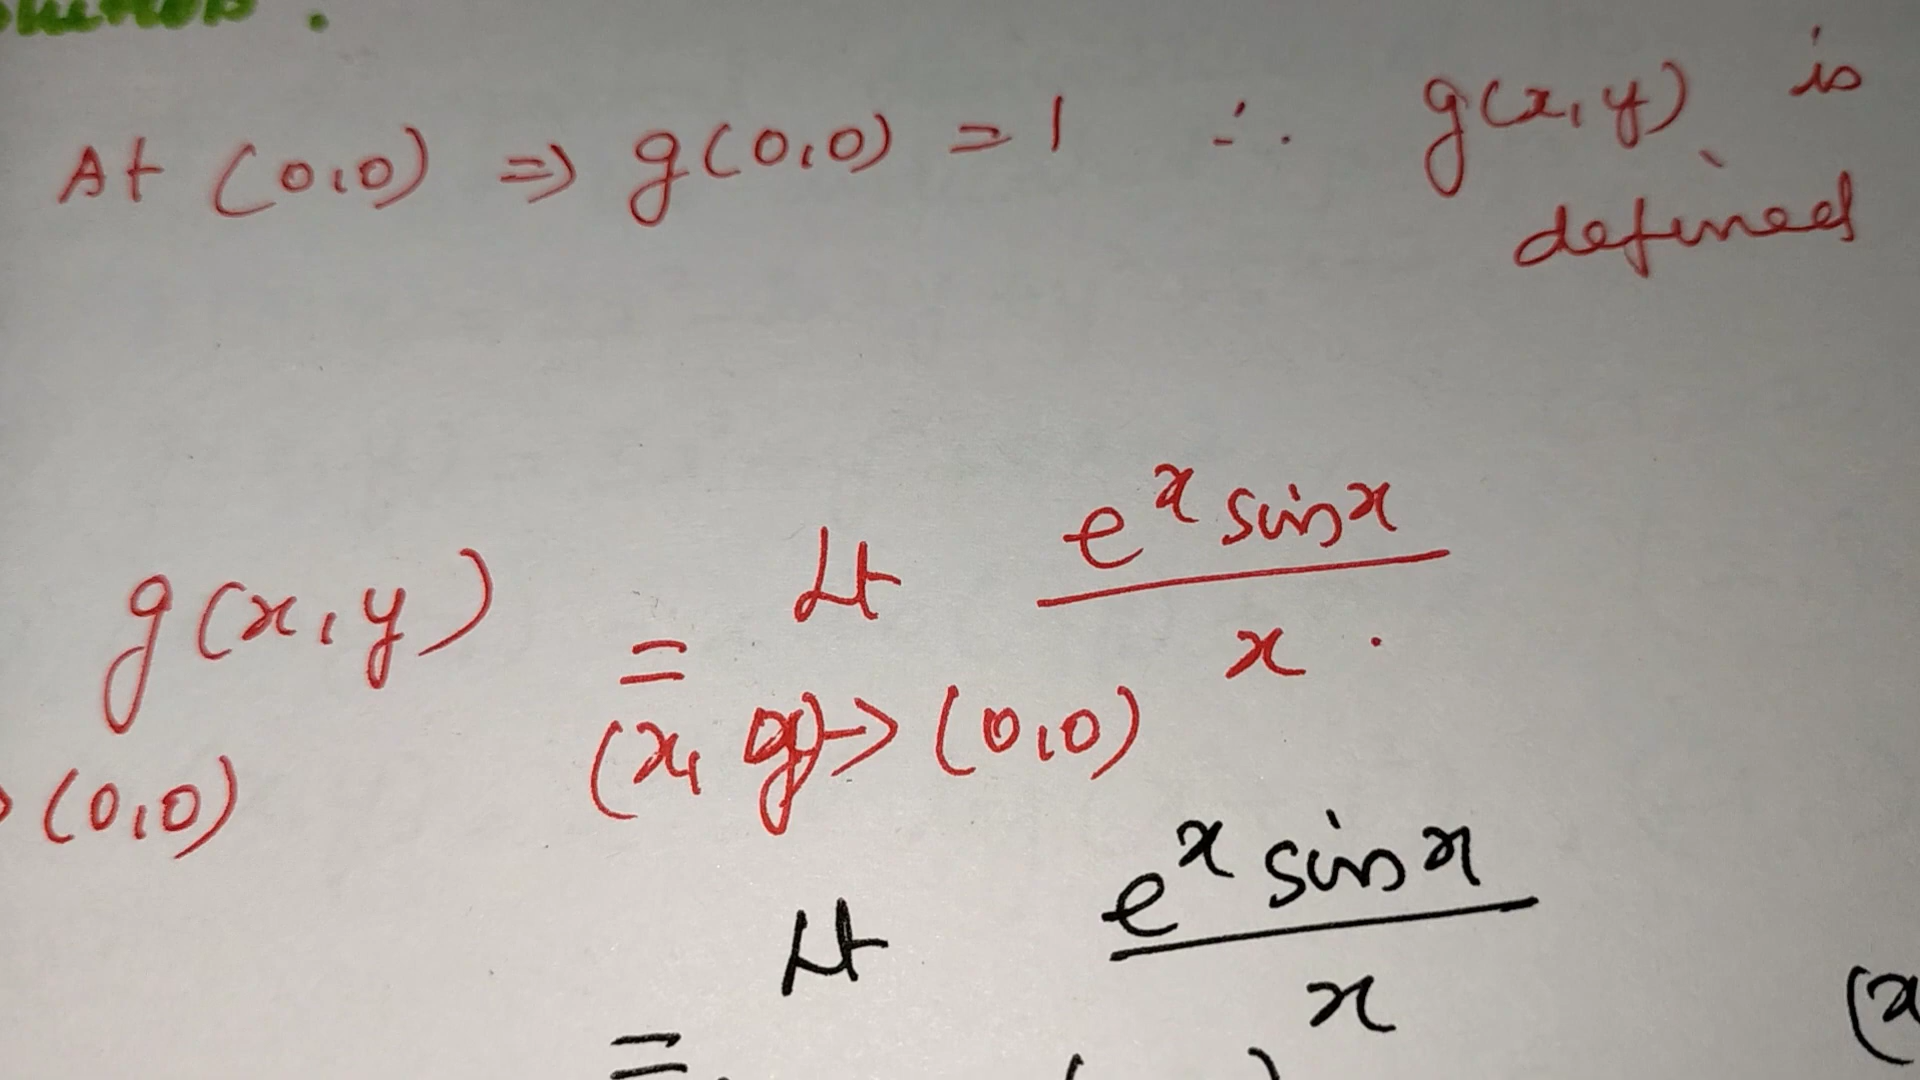 At (0,0) ⇒ g(0,0) = 1 ∴ g(x,y) is
defined
g(x,y) = Lt e^x sin x / x .
(0,0) (x, y) → (0,0)
= Lt e^x sin x / x (x